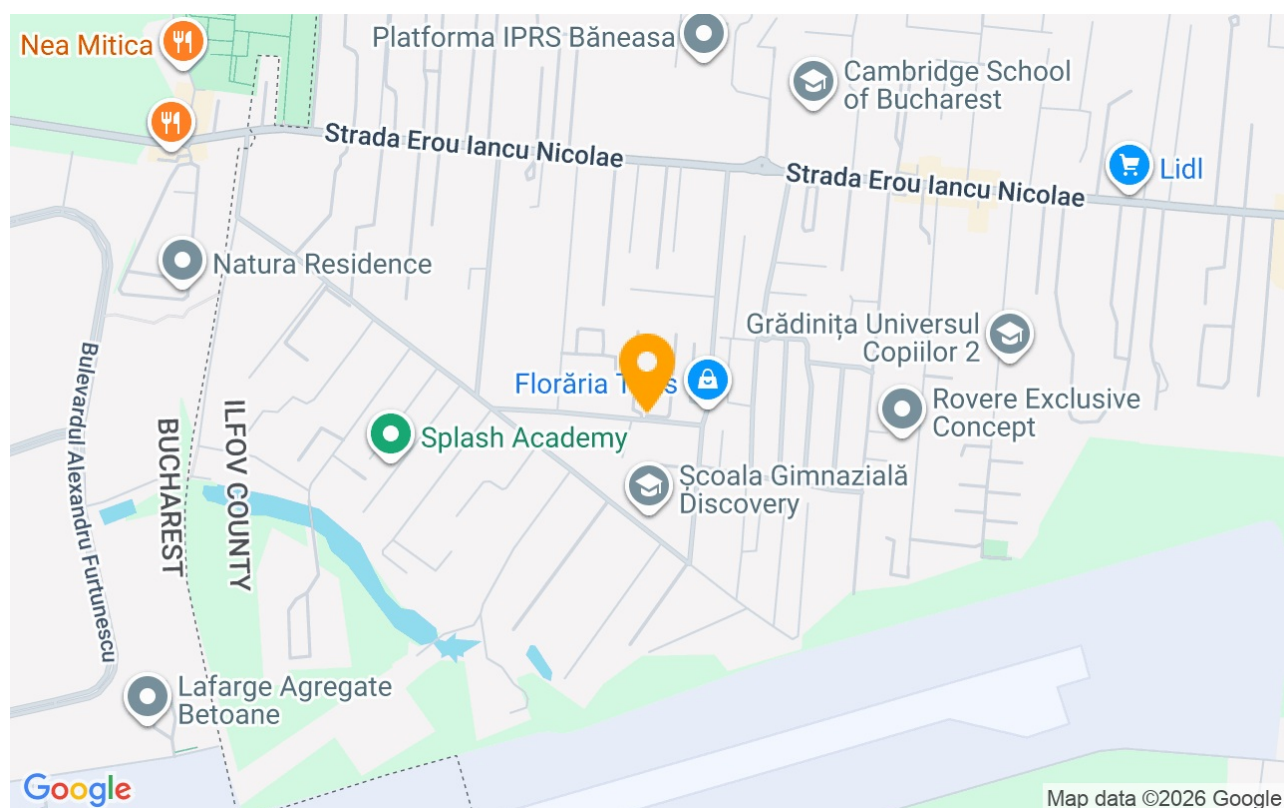 Nea Mitica
Platforma IPRS Băneasa
Cambridge School
of Bucharest
Strada Erou Iancu Nicolae
Strada Erou Iancu Nicolae
Lidl
Natura Residence
Grădinița Universul
Copiilor 2
Florăria
Rovere Exclusive
Concept
Splash Academy
Școala Gimnazială
Discovery
Bulevardul Alexandru Furtunescu
BUCHAREST
ILFOV COUNTY
Lafarge Agregate
Betoane
Google
Map data ©2026 Google